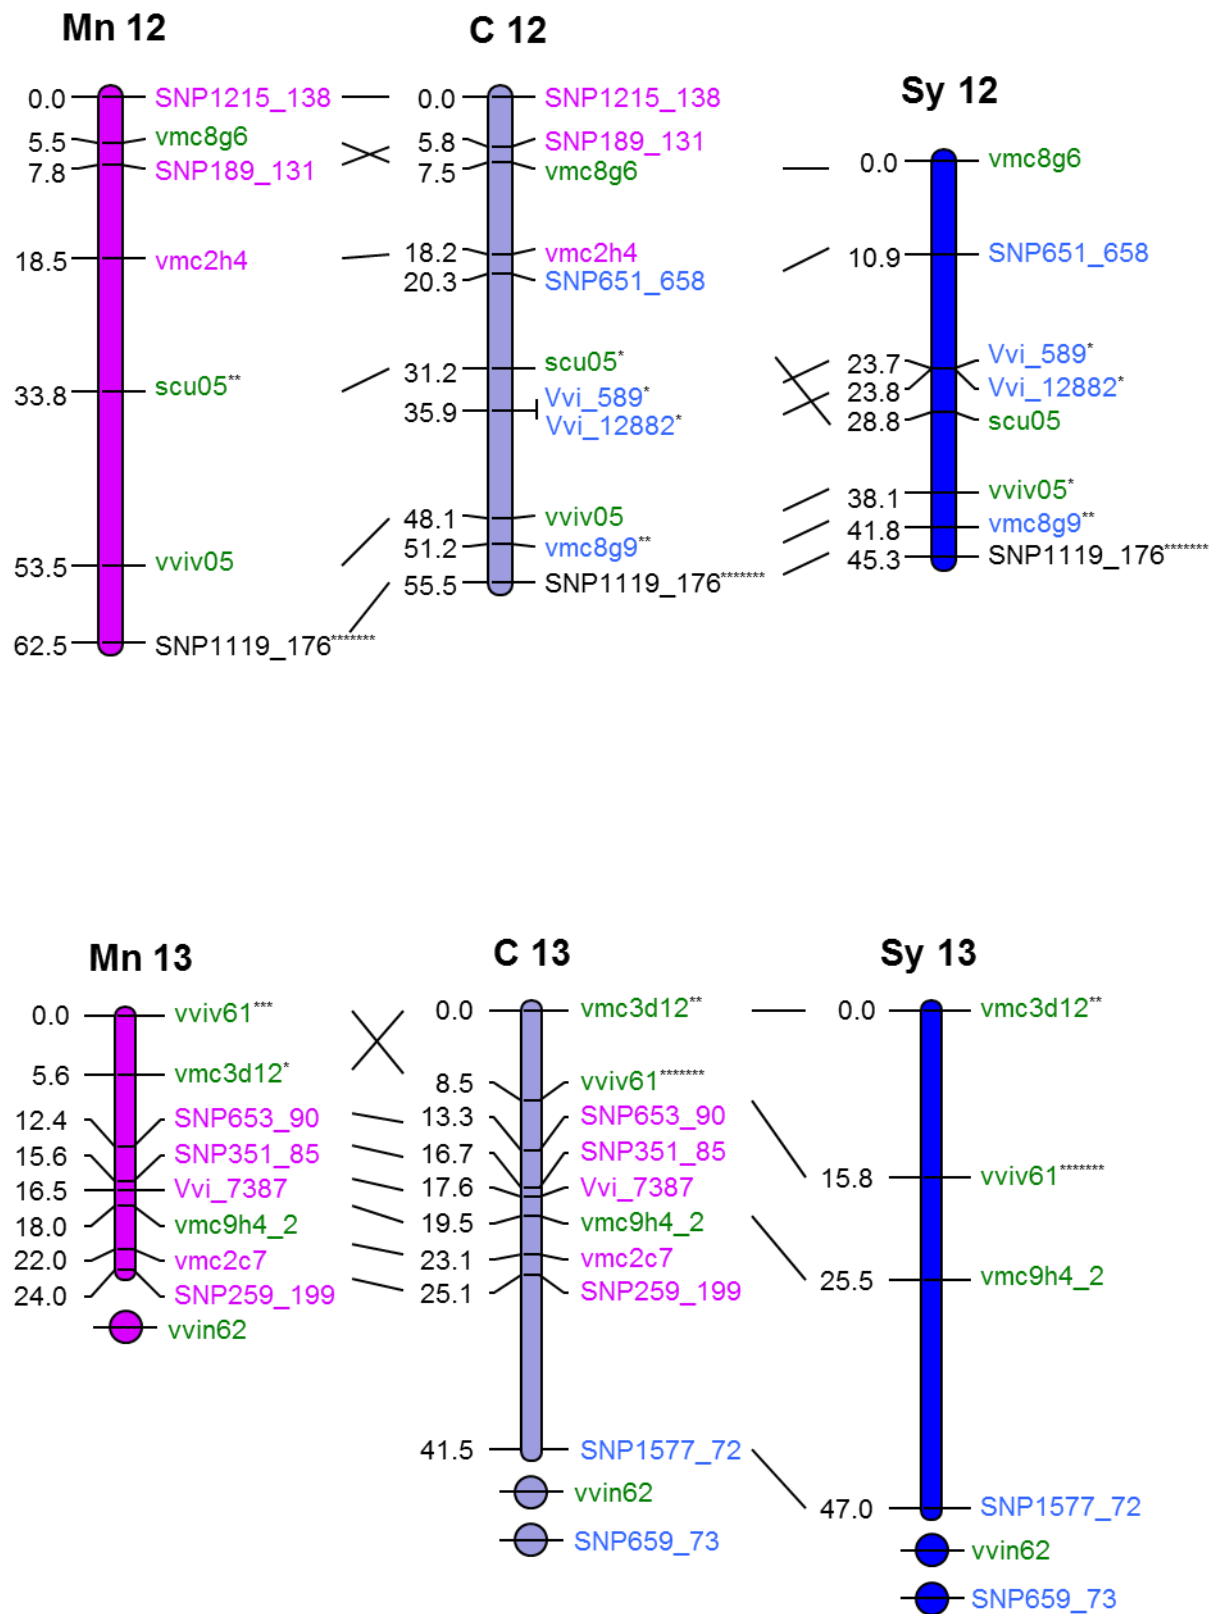 Mn 12
0.0 SNP1215_138
5.5 vmc8g6
7.8 SNP189_131
18.5 vmc2h4
33.8 scu05**
53.5 vviv05
62.5 SNP1119_176*******
C 12
0.0 SNP1215_138
5.8 SNP189_131
7.5 vmc8g6
18.2 vmc2h4
20.3 SNP651_658
31.2 scu05*
35.9 Vvi_589*
Vvi_12882*
48.1 vviv05
51.2 vmc8g9**
55.5 SNP1119_176*******
Sy 12
0.0 vmc8g6
10.9 SNP651_658
23.7 Vvi_589*
23.8 Vvi_12882*
28.8 scu05
38.1 vviv05*
41.8 vmc8g9**
45.3 SNP1119_176*******
Mn 13
0.0 vviv61***
5.6 vmc3d12*
12.4 SNP653_90
15.6 SNP351_85
16.5 Vvi_7387
18.0 vmc9h4_2
22.0 vmc2c7
24.0 SNP259_199
vvin62
C 13
0.0 vmc3d12**
8.5 vviv61*******
13.3 SNP653_90
16.7 SNP351_85
17.6 Vvi_7387
19.5 vmc9h4_2
23.1 vmc2c7
25.1 SNP259_199
41.5 SNP1577_72
vvin62
SNP659_73
Sy 13
0.0 vmc3d12**
15.8 vviv61*******
25.5 vmc9h4_2
47.0 SNP1577_72
vvin62
SNP659_73